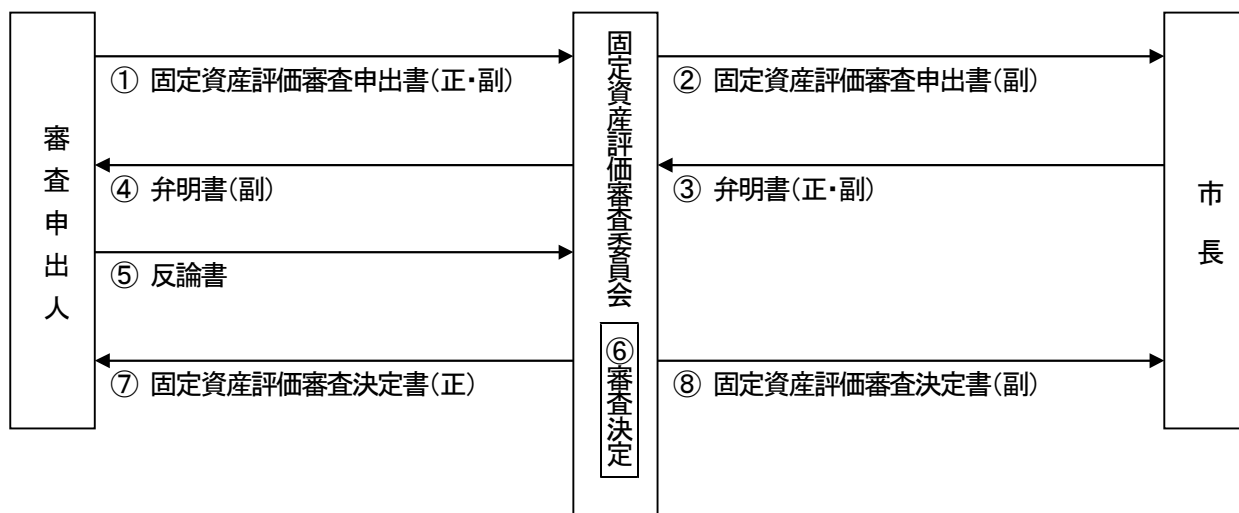 審査申出人
① 固定資産評価審査申出書(正・副)
④ 弁明書(副)
⑤ 反論書
⑦ 固定資産評価審査決定書(正)
固定資産評価審査委員会
⑥審査決定
② 固定資産評価審査申出書(副)
③ 弁明書(正・副)
⑧ 固定資産評価審査決定書(副)
市長